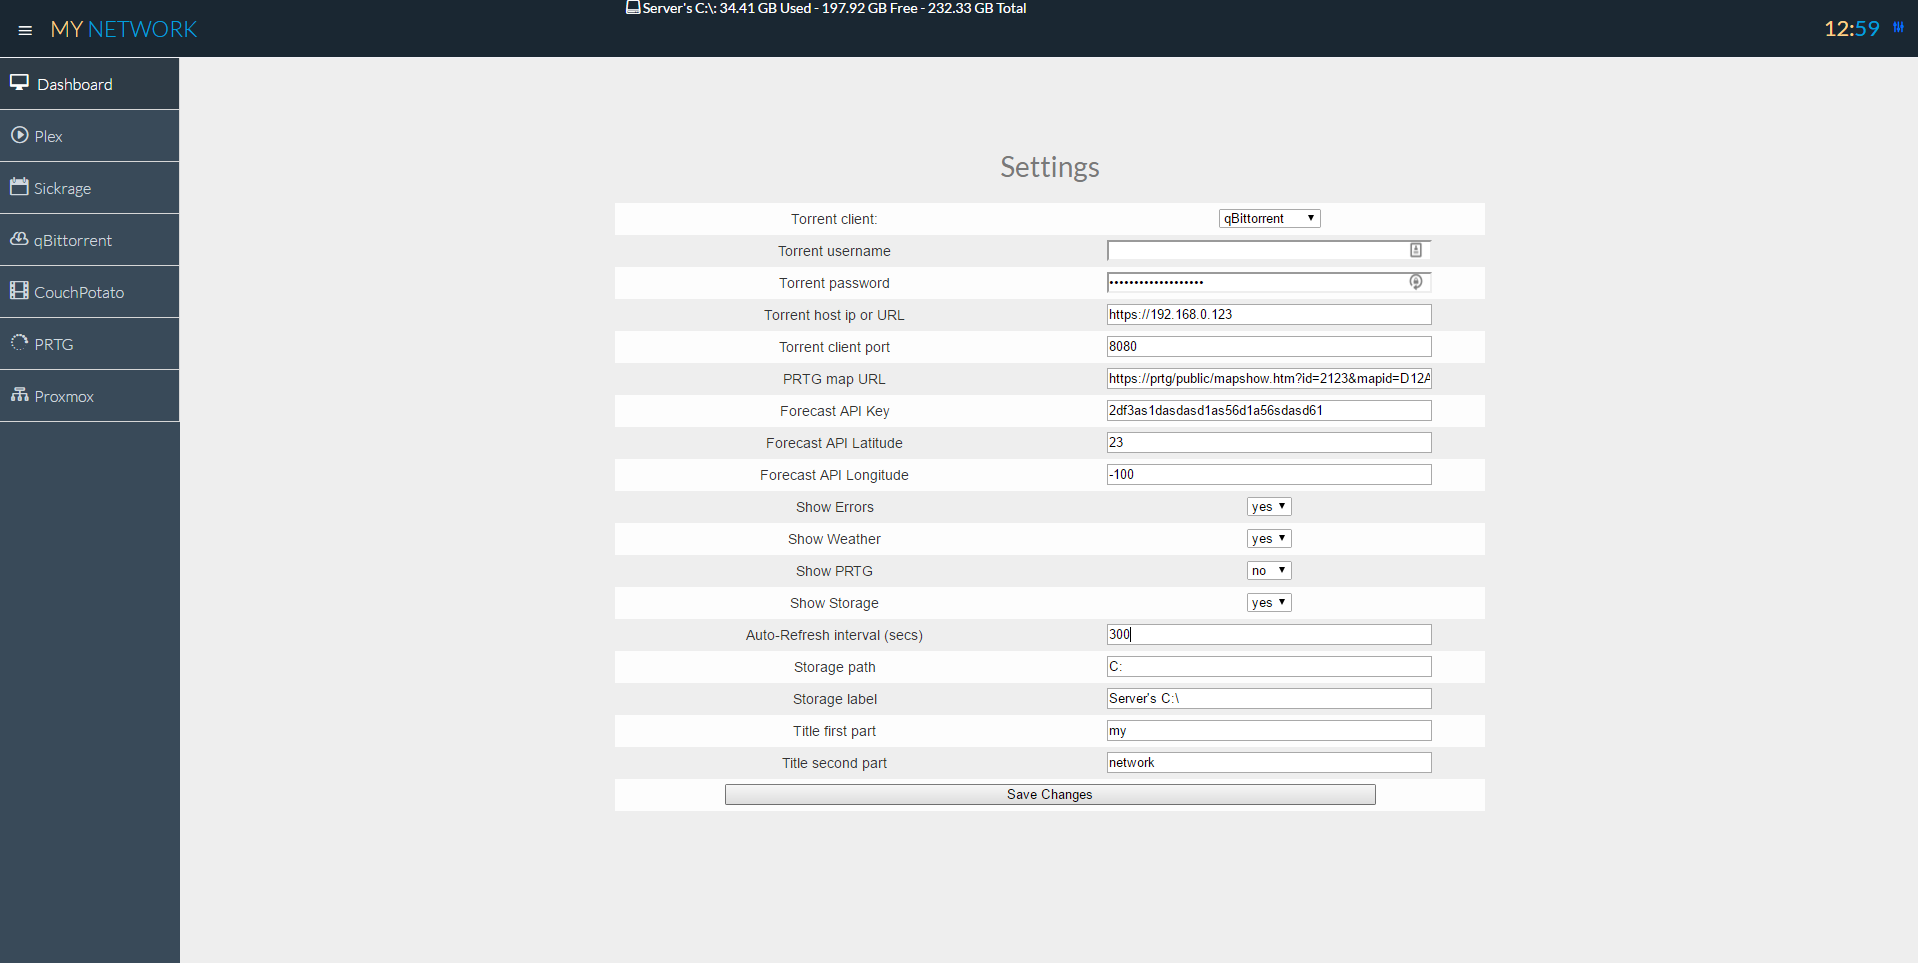 Server's C:\: 34.41 GB Used - 197.92 GB Free - 232.33 GB Total
MY NETWORK
12:59
Dashboard
Plex
Sickrage
qBittorrent
CouchPotato
PRTG
Proxmox
Settings
Torrent client: qBittorrent
Torrent username
Torrent password •••••••••••••••••••
Torrent host ip or URL https://192.168.0.123
Torrent client port 8080
PRTG map URL https://prtg/public/mapshow.htm?id=2123&mapid=D12A
Forecast API Key 2df3as1dasdasd1as56d1a56sdasd61
Forecast API Latitude 23
Forecast API Longitude -100
Show Errors yes
Show Weather yes
Show PRTG no
Show Storage yes
Auto-Refresh interval (secs) 300
Storage path C:
Storage label Server's C:\
Title first part my
Title second part network
Save Changes